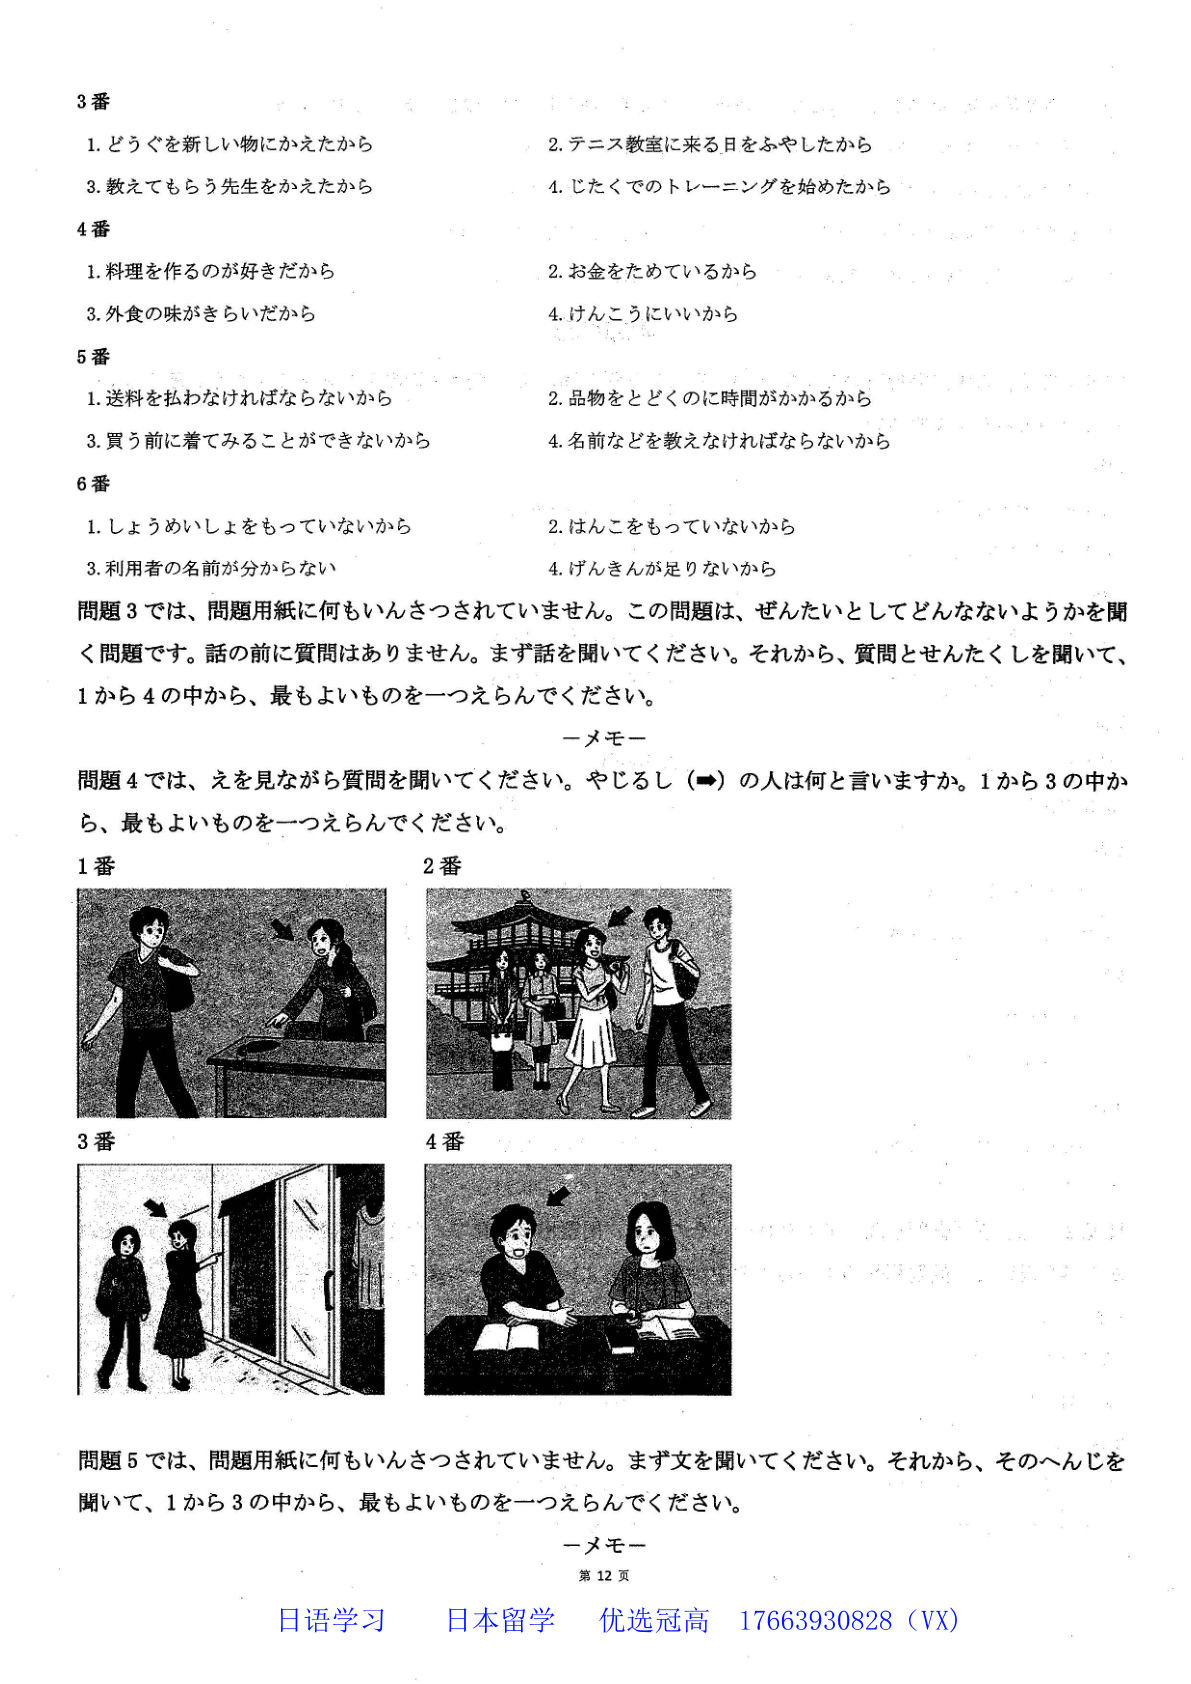 3番
1. どうぐを新しい物にかえたから 2. テニス教室に来る日をふやしたから
3. 教えてもらう先生をかえたから 4. じたくでのトレーニングを始めたから
4番
1. 料理を作るのが好きだから 2. お金をためているから
3. 外食の味がきらいだから 4. けんこうにいいから
5番
1. 送料を払わなければならないから 2. 品物をとどくのに時間がかかるから
3. 買う前に着てみることができないから 4. 名前などを教えなければならないから
6番
1. しょうめいしょをもっていないから 2. はんこをもっていないから
3. 利用者の名前が分からない 4. げんきんが足りないから
問題3では、問題用紙に何もいんさつされていません。この問題は、ぜんたいとしてどんなないようかを聞
く問題です。話の前に質問はありません。まず話を聞いてください。それから、質問とせんたくしを聞いて、
1から4の中から、最もよいものを一つえらんでください。
－メモ－
問題4では、えを見ながら質問を聞いてください。やじるし（➡）の人は何と言いますか。1から3の中か
ら、最もよいものを一つえらんでください。
1番 2番
3番 4番
問題5では、問題用紙に何もいんさつされていません。まず文を聞いてください。それから、そのへんじを
聞いて、1から3の中から、最もよいものを一つえらんでください。
－メモ－
第 12 页
日语学习 日本留学 优选冠高 17663930828（VX)